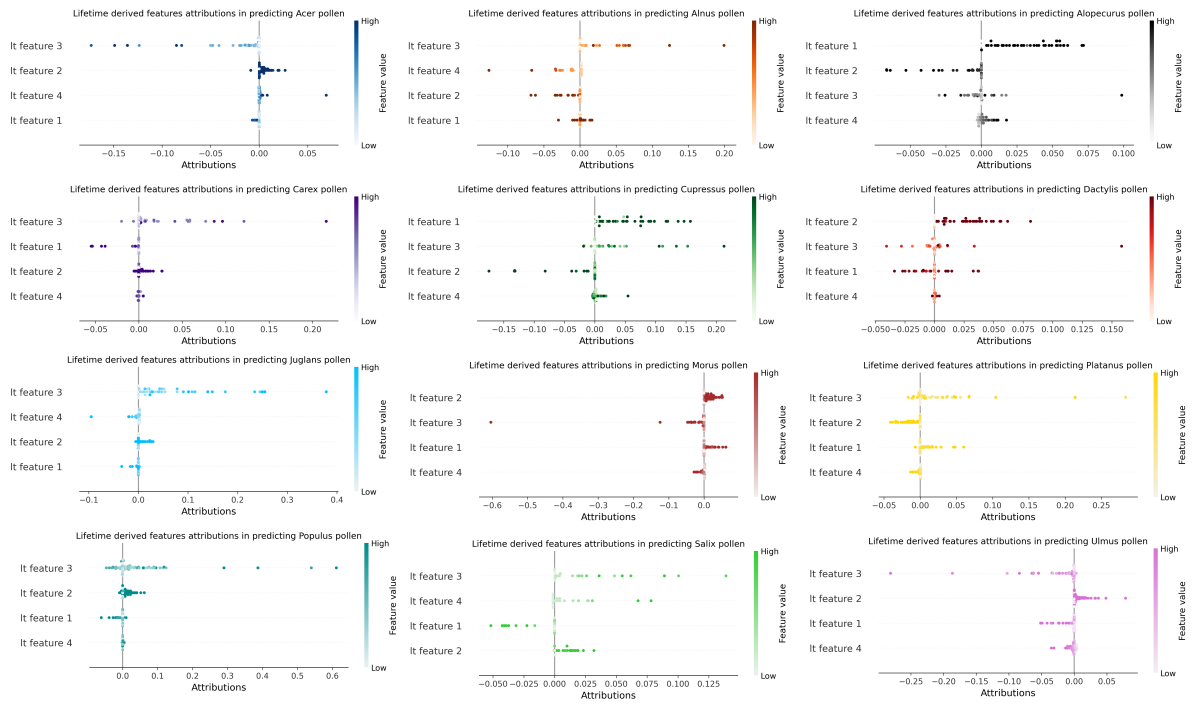 Lifetime derived features attributions in predicting Acer pollen
High
lt feature 3
lt feature 2
lt feature 4
lt feature 1
Feature value
Low
−0.15 −0.10 −0.05 0.00 0.05
Attributions
Lifetime derived features attributions in predicting Alnus pollen
High
lt feature 3
lt feature 4
lt feature 2
lt feature 1
Feature value
Low
−0.10 −0.05 0.00 0.05 0.10 0.15 0.20
Attributions
Lifetime derived features attributions in predicting Alopecurus pollen
High
lt feature 1
lt feature 2
lt feature 3
lt feature 4
Feature value
Low
−0.050 −0.025 0.000 0.025 0.050 0.075 0.100
Attributions
Lifetime derived features attributions in predicting Carex pollen
High
lt feature 3
lt feature 1
lt feature 2
lt feature 4
Feature value
Low
−0.05 0.00 0.05 0.10 0.15 0.20
Attributions
Lifetime derived features attributions in predicting Cupressus pollen
High
lt feature 1
lt feature 3
lt feature 2
lt feature 4
Feature value
Low
−0.15 −0.10 −0.05 0.00 0.05 0.10 0.15 0.20
Attributions
Lifetime derived features attributions in predicting Dactylis pollen
High
lt feature 2
lt feature 3
lt feature 1
lt feature 4
Feature value
Low
−0.050 −0.025 0.000 0.025 0.050 0.075 0.100 0.125 0.150
Attributions
Lifetime derived features attributions in predicting Juglans pollen
High
lt feature 3
lt feature 4
lt feature 2
lt feature 1
Feature value
Low
−0.1 0.0 0.1 0.2 0.3 0.4
Attributions
Lifetime derived features attributions in predicting Morus pollen
High
lt feature 2
lt feature 3
lt feature 1
lt feature 4
Feature value
Low
−0.6 −0.5 −0.4 −0.3 −0.2 −0.1 0.0
Attributions
Lifetime derived features attributions in predicting Platanus pollen
High
lt feature 3
lt feature 2
lt feature 1
lt feature 4
Feature value
Low
−0.05 0.00 0.05 0.10 0.15 0.20 0.25
Attributions
Lifetime derived features attributions in predicting Populus pollen
High
lt feature 3
lt feature 2
lt feature 1
lt feature 4
Feature value
Low
0.0 0.1 0.2 0.3 0.4 0.5 0.6
Attributions
Lifetime derived features attributions in predicting Salix pollen
High
lt feature 3
lt feature 4
lt feature 1
lt feature 2
Feature value
Low
−0.050 −0.025 0.000 0.025 0.050 0.075 0.100 0.125
Attributions
Lifetime derived features attributions in predicting Ulmus pollen
High
lt feature 3
lt feature 2
lt feature 1
lt feature 4
Feature value
Low
−0.25 −0.20 −0.15 −0.10 −0.05 0.00 0.05
Attributions